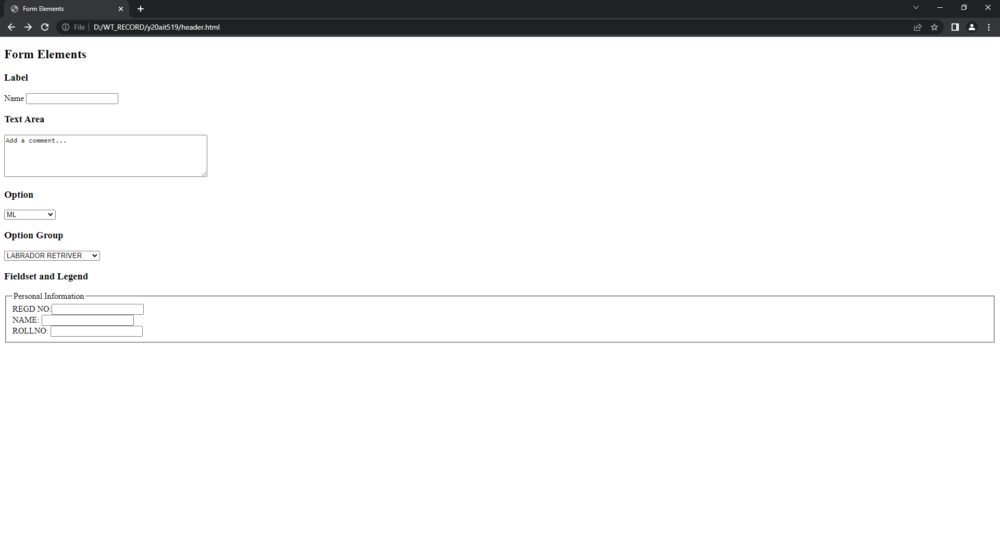 Form Elements
File D:/WT_RECORD/y20ait519/header.html
Form Elements
Label
Name
Text Area
Add a comment...
Option
ML
Option Group
LABRADOR RETRIVER
Fieldset and Legend
Personal Information
REGD NO:
NAME:
ROLLNO: